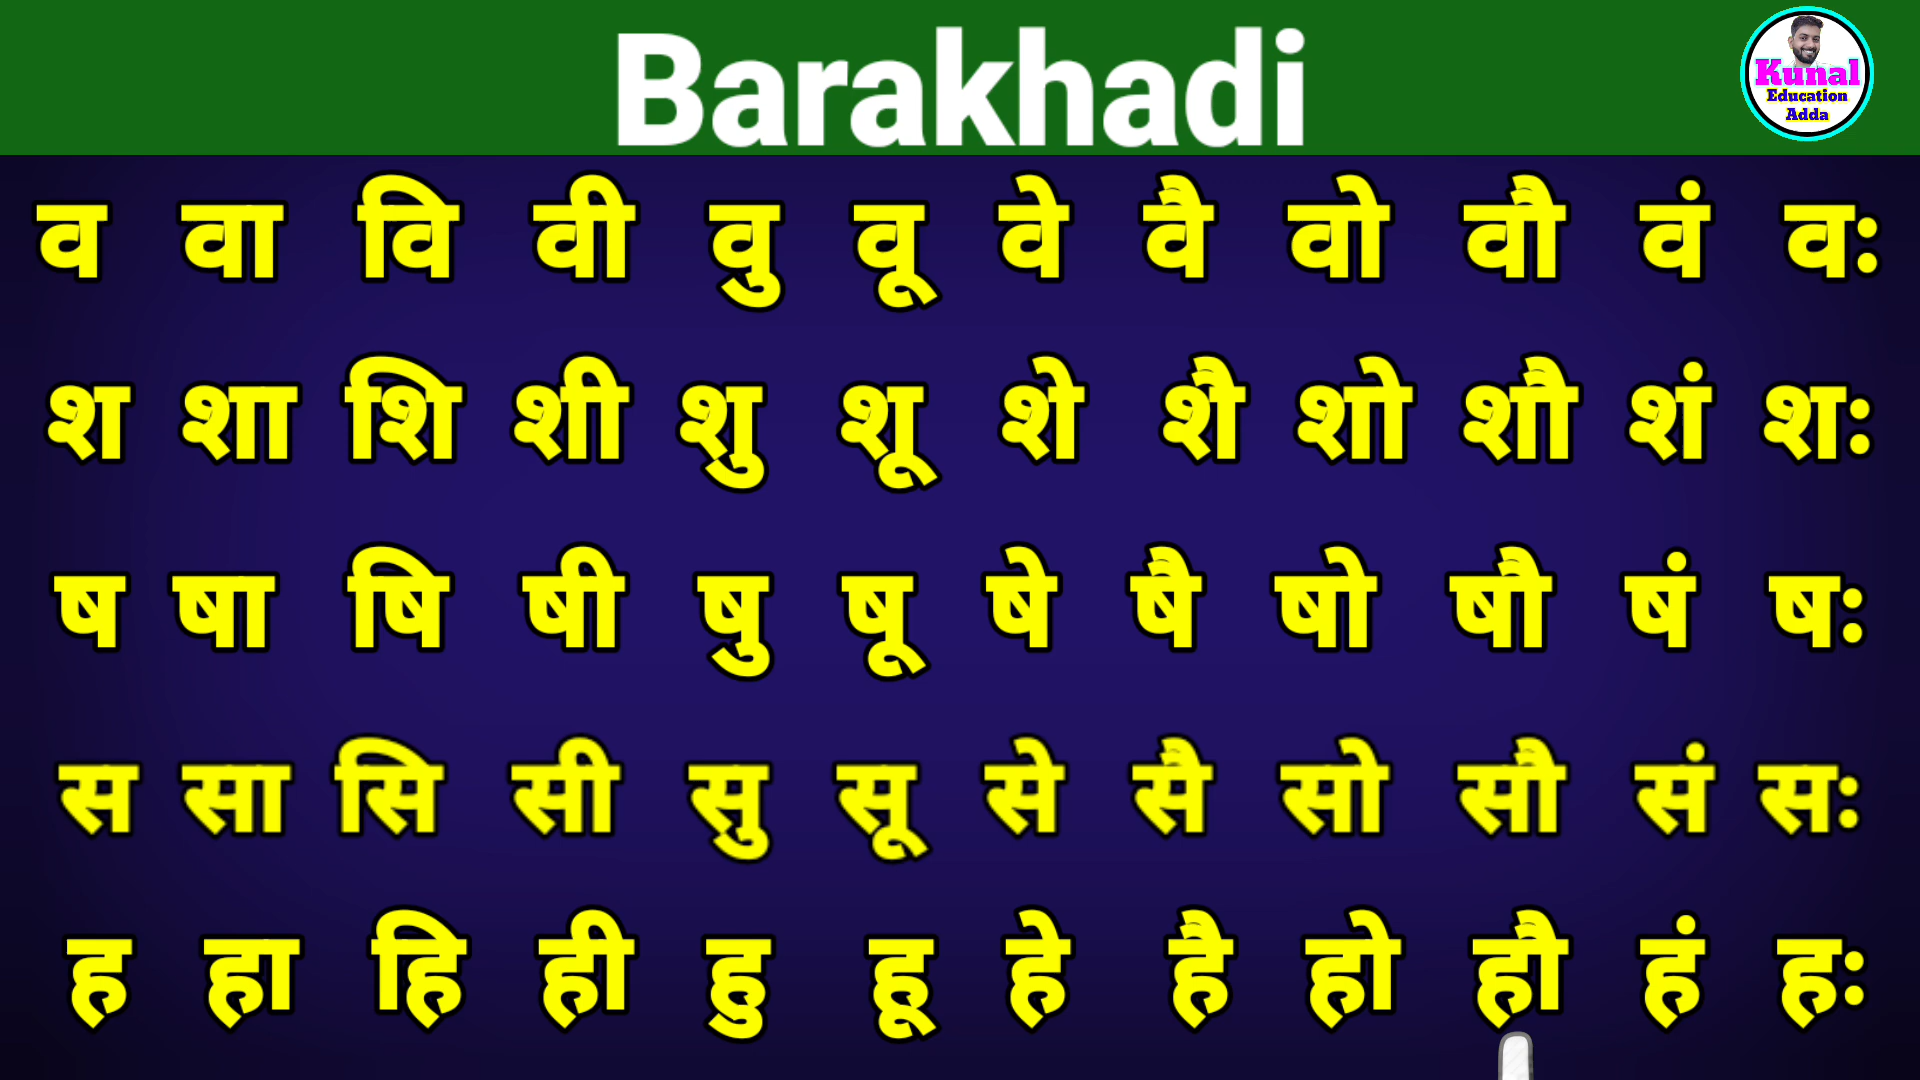 Barakhadi
Kunal
Education
Adda
व वा वि वी वु वू वे वै वो वौ वं वः
श शा शि शी शु शू शे शै शो शौ शं शः
ष षा षि षी षु षू षे षै षो षौ षं षः
स सा सि सी सु सू से सै सो सौ सं सः
ह हा हि ही हु हू हे है हो हौ हं हः